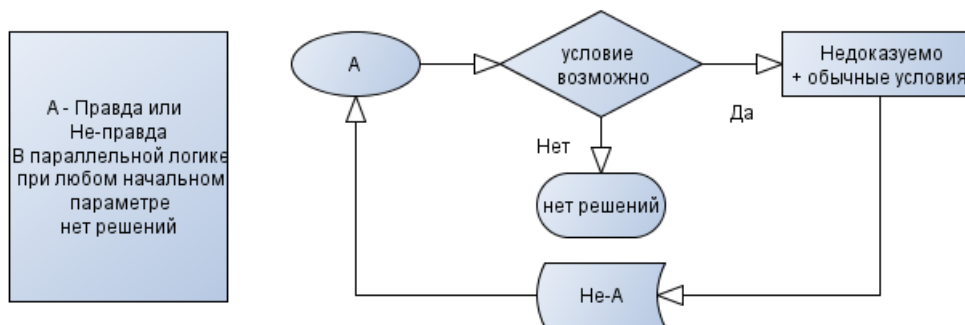 А - Правда или
Не-правда
В параллельной логике
при любом начальном
параметре
нет решений
А
условие
возможно
Недоказуемо
+ обычные условия
Да
Нет
нет решений
Не-А